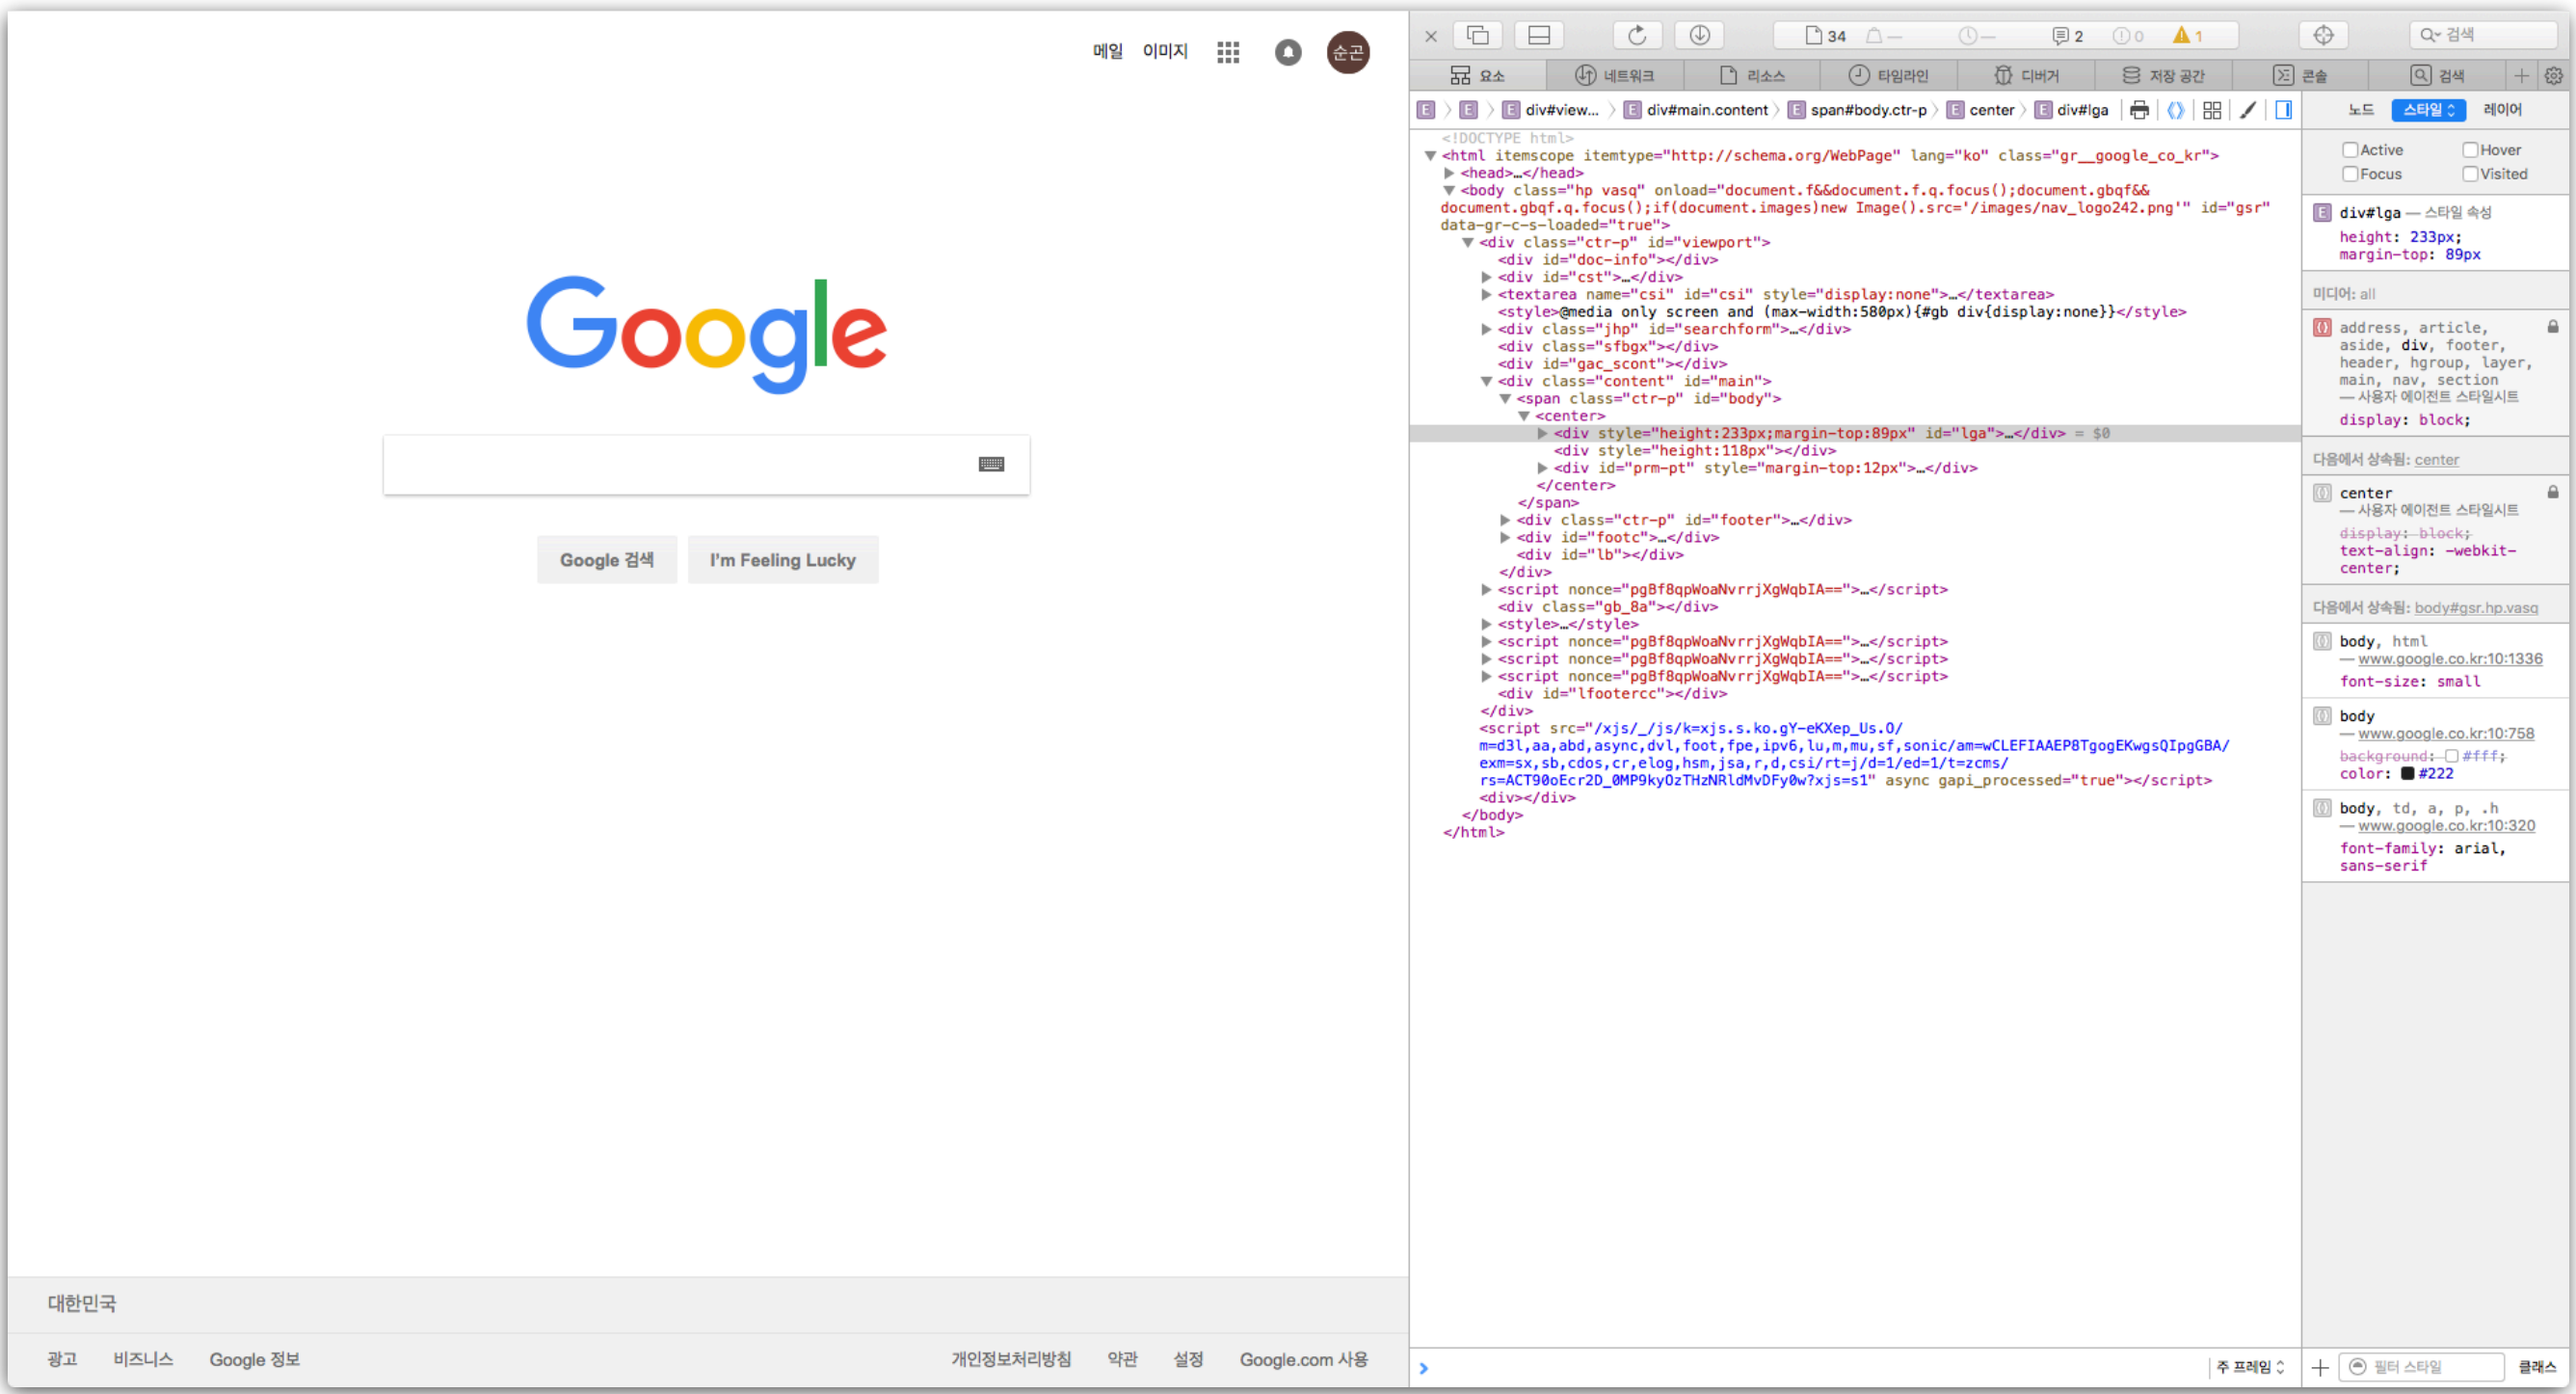 메일 이미지 순곤
Google
Google 검색 I'm Feeling Lucky
대한민국
광고 비즈니스 Google 정보 개인정보처리방침 약관 설정 Google.com 사용
34 — — 2 0 1 검색
요소 네트워크 리소스 타임라인 디버거 저장 공간 콘솔 검색
E E E div#view... E div#main.content E span#body.ctr-p E center E div#lga
<!DOCTYPE html>
<html itemscope itemtype="http://schema.org/WebPage" lang="ko" class="gr__google_co_kr">
<head>…</head>
<body class="hp vasq" onload="document.f&&document.f.q.focus();document.gbqf&&
document.gbqf.q.focus();if(document.images)new Image().src='/images/nav_logo242.png'" id="gsr"
data-gr-c-s-loaded="true">
<div class="ctr-p" id="viewport">
<div id="doc-info"></div>
<div id="cst">…</div>
<textarea name="csi" id="csi" style="display:none">…</textarea>
<style>@media only screen and (max-width:580px){#gb div{display:none}}</style>
<div class="jhp" id="searchform">…</div>
<div class="sfbgx"></div>
<div id="gac_scont"></div>
<div class="content" id="main">
<span class="ctr-p" id="body">
<center>
<div style="height:233px;margin-top:89px" id="lga">…</div> = $0
<div style="height:118px"></div>
<div id="prm-pt" style="margin-top:12px">…</div>
</center>
</span>
<div class="ctr-p" id="footer">…</div>
<div id="footc">…</div>
<div id="lb"></div>
</div>
<script nonce="pgBf8qpWoaNvrrjXgWqbIA==">…</script>
<div class="gb_8a"></div>
<style>…</style>
<script nonce="pgBf8qpWoaNvrrjXgWqbIA==">…</script>
<script nonce="pgBf8qpWoaNvrrjXgWqbIA==">…</script>
<script nonce="pgBf8qpWoaNvrrjXgWqbIA==">…</script>
<div id="lfootercc"></div>
</div>
<script src="/xjs/_/js/k=xjs.s.ko.gY-eKXep_Us.O/
m=d3l,aa,abd,async,dvl,foot,fpe,ipv6,lu,m,mu,sf,sonic/am=wCLEFIAAEP8TgogEKwgsQIpgGBA/
exm=sx,sb,cdos,cr,elog,hsm,jsa,r,d,csi/rt=j/d=1/ed=1/t=zcms/
rs=ACT90oEcr2D_0MP9kyOzTHzNRldMvDFy0w?xjs=s1" async gapi_processed="true"></script>
<div></div>
</body>
</html>
주 프레임
노드 스타일 레이어
Active Hover
Focus Visited
E div#lga — 스타일 속성
height: 233px;
margin-top: 89px
미디어: all
address, article,
aside, div, footer,
header, hgroup, layer,
main, nav, section
— 사용자 에이전트 스타일시트
display: block;
다음에서 상속됨: center
center
— 사용자 에이전트 스타일시트
display: block;
text-align: -webkit-
center;
다음에서 상속됨: body#gsr.hp.vasq
body, html
— www.google.co.kr:10:1336
font-size: small
body
— www.google.co.kr:10:758
background: #fff;
color: #222
body, td, a, p, .h
— www.google.co.kr:10:320
font-family: arial,
sans-serif
필터 스타일 클래스